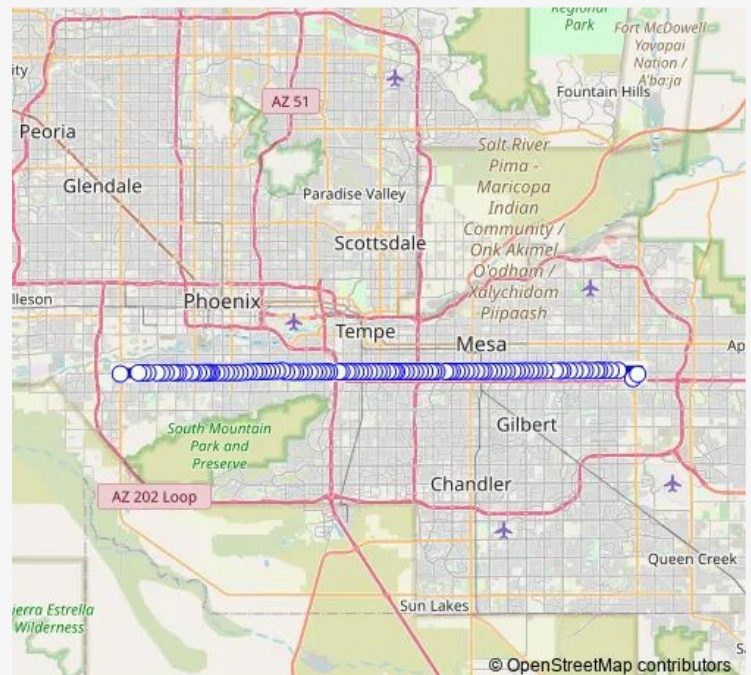 Regional
Park
Fort McDowell
Yavapai
Nation /
A'ba:ja
ity
Fountain Hills
AZ 51
Peoria
Salt River
Pima -
Maricopa
Indian
Community /
Onk Akimel
O'odham /
Xalychidom
Piipaash
Glendale
Paradise Valley
Scottsdale
lleson
Phoenix
Tempe
Mesa
Ap
South Mountain
Park and
Preserve
Gilbert
Chandler
AZ 202 Loop
Queen Creek
ierra Estrella
Wilderness
Sun Lakes
S
© OpenStreetMap contributors